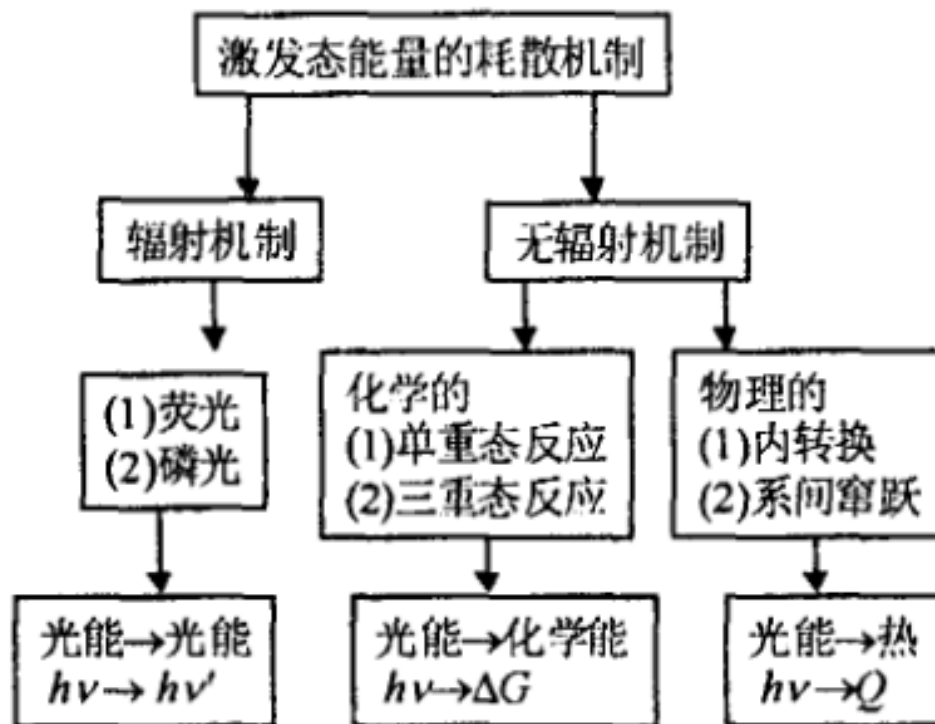 激发态能量的耗散机制
辐射机制
无辐射机制
(1)荧光
(2)磷光
化学的
(1)单重态反应
(2)三重态反应
物理的
(1)内转换
(2)系间窜跃
光能→光能
hν→hν'
光能→化学能
hν→ΔG
光能→热
hν→Q